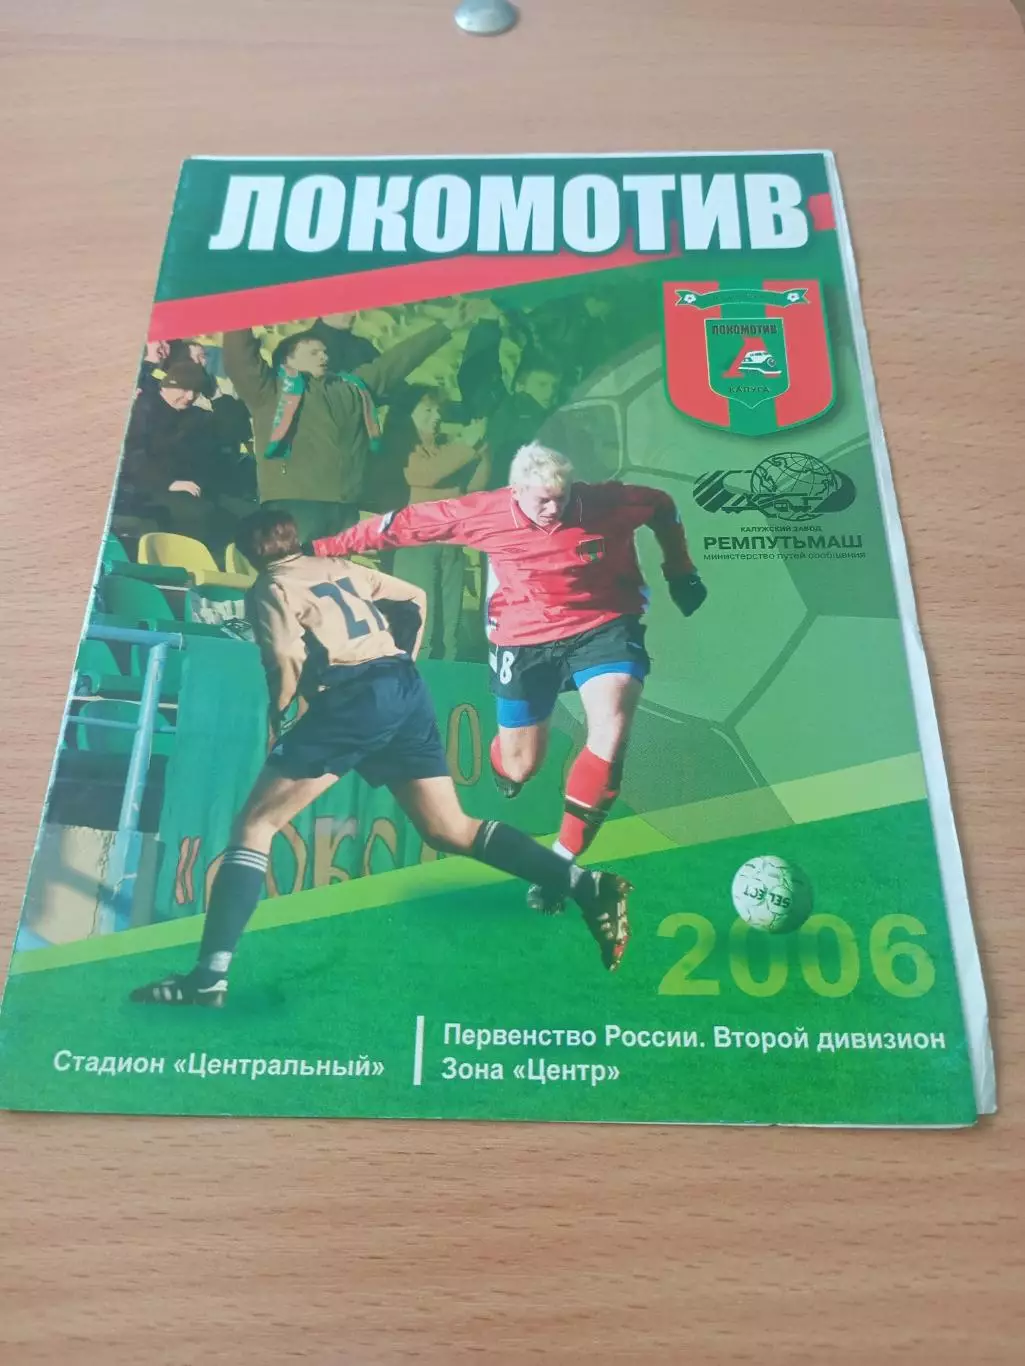 ЛОКОМОТИВ
ЛОКОМОТИВ
КАЛУГА
КАЛУЖСКИЙ ЗАВОД
РЕМПУТЬМАШ
МИНИСТЕРСТВО ПУТЕЙ СООБЩЕНИЯ
21
8
SELECT
2006
Стадион «Центральный»
Первенство России. Второй дивизион
Зона «Центр»